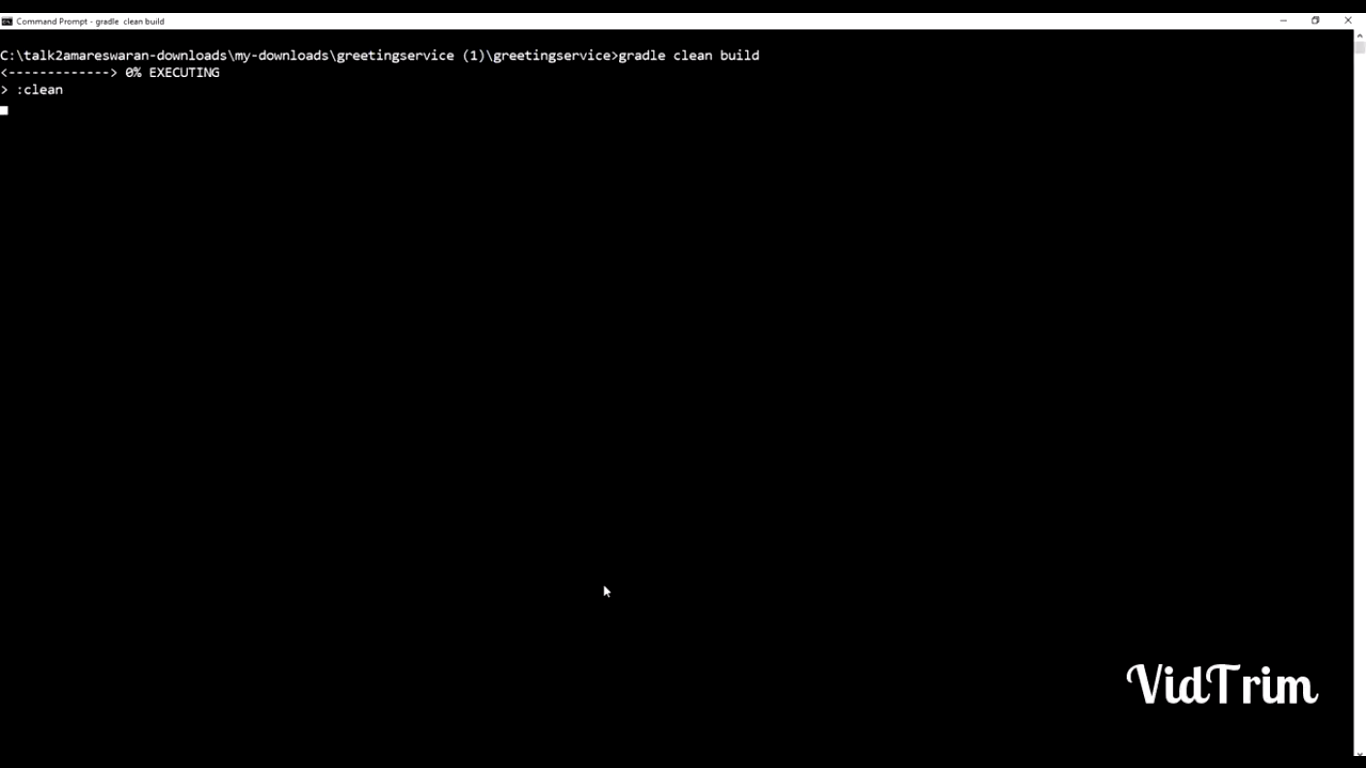 Command Prompt - gradle  clean build
C:\talk2amareswaran-downloads\my-downloads\greetingservice (1)\greetingservice>gradle clean build
<-------------> 0% EXECUTING
> :clean
VidTrim